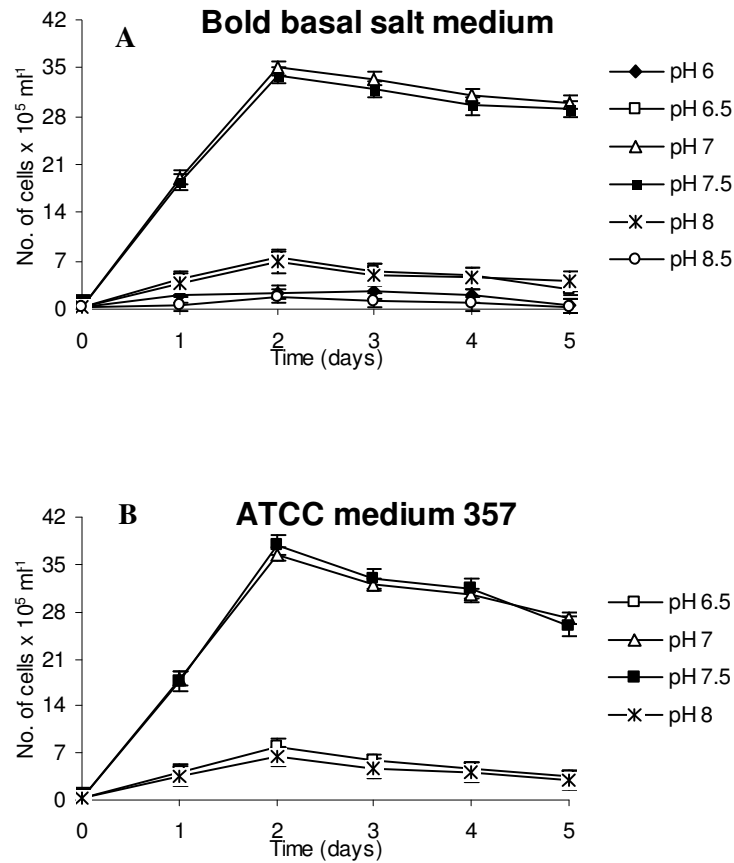 A
Bold basal salt medium
No. of cells x 10⁵ ml⁻¹
42
35
28
21
14
7
0
0 1 2 3 4 5
Time (days)
pH 6
pH 6.5
pH 7
pH 7.5
pH 8
pH 8.5
B
ATCC medium 357
No. of cells x 10⁵ ml⁻¹
42
35
28
21
14
7
0
0 1 2 3 4 5
Time (days)
pH 6.5
pH 7
pH 7.5
pH 8